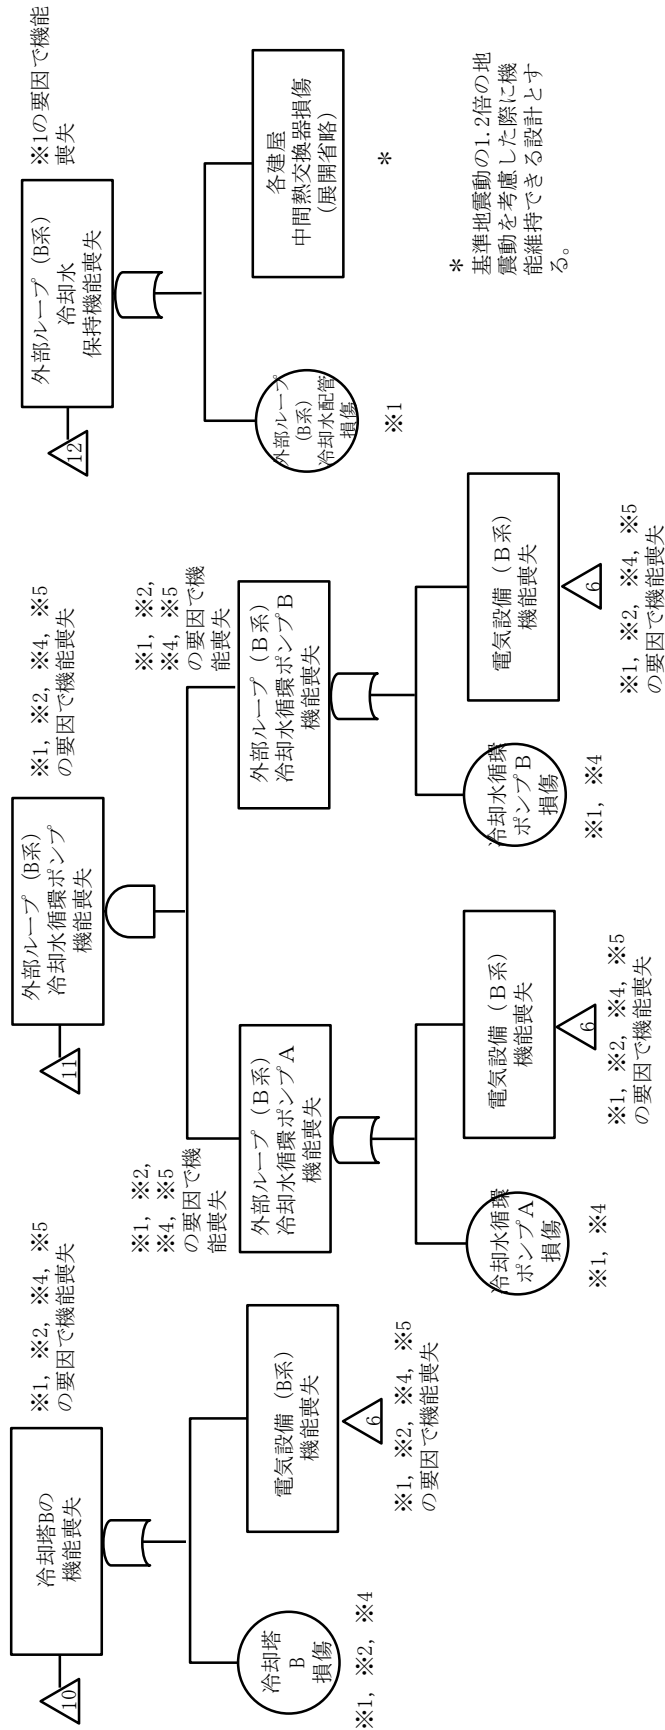 冷却塔Bの
機能喪失
10
※1, ※2, ※4, ※5
の要因で機能喪失
冷却塔
B
損傷
※1, ※2, ※4
電気設備（B系）
機能喪失
6
※1, ※2, ※4, ※5
の要因で機能喪失
外部ループ（B系）
冷却水循環ポンプ
機能喪失
11
※1, ※2, ※4, ※5
の要因で機能喪失
外部ループ（B系）
冷却水循環ポンプA
機能喪失
※1, ※2,
※4, ※5
の要因で機
能喪失
冷却水循環
ポンプA
損傷
※1, ※4
電気設備（B系）
機能喪失
6
※1, ※2, ※4, ※5
の要因で機能喪失
外部ループ（B系）
冷却水循環ポンプB
機能喪失
※1, ※2,
※4, ※5
の要因で機
能喪失
冷却水循環
ポンプB
損傷
※1, ※4
電気設備（B系）
機能喪失
6
※1, ※2, ※4, ※5
の要因で機能喪失
外部ループ（B系）
冷却水
保持機能喪失
12
※1の要因で機能
喪失
外部ループ
(B系)
冷却水配管
損傷
※1
各建屋
中間熱交換器損傷
(展開省略)
*
*
基準地震動の1.2倍の地
震動を考慮した際に機
能維持できる設計とす
る。